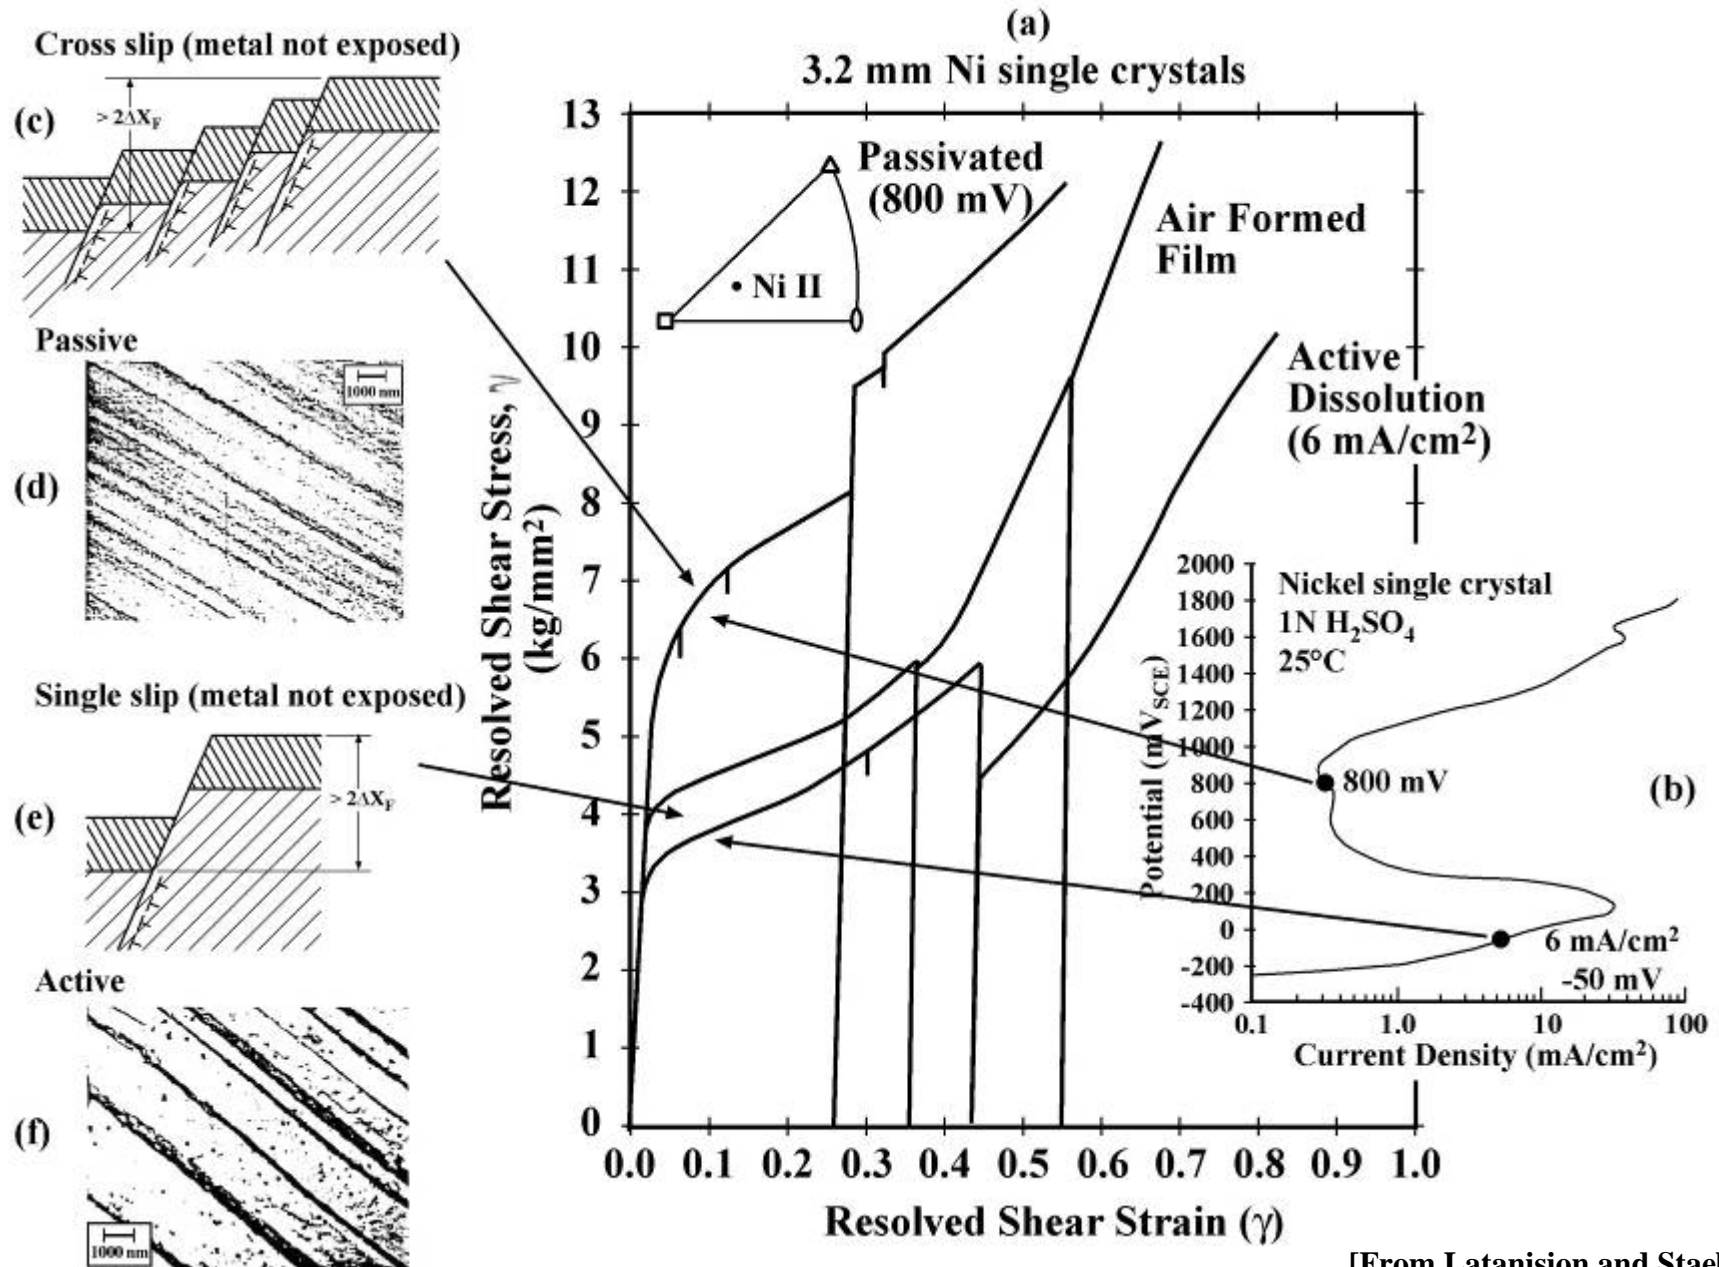 (a)
3.2 mm Ni single crystals
Cross slip (metal not exposed)
(c)
> 2ΔX_F
Passive
1000 nm
(d)
Single slip (metal not exposed)
(e)
> 2ΔX_F
Active
(f)
1000 nm
Resolved Shear Stress,
(kg/mm²)
13
12
11
10
9
8
7
6
5
4
3
2
1
0
Passivated
(800 mV)
• Ni II
Air Formed
Film
Active
Dissolution
(6 mA/cm²)
0.0 0.1 0.2 0.3 0.4 0.5 0.6 0.7 0.8 0.9 1.0
Resolved Shear Strain (γ)
Potential (mV_SCE)
2000
1800
1600
1400
1200
1000
800
600
400
200
0
-200
-400
Nickel single crystal
1N H₂SO₄
25°C
800 mV
(b)
6 mA/cm²
-50 mV
0.1 1.0 10 100
Current Density (mA/cm²)
[From Latanision and Staehl